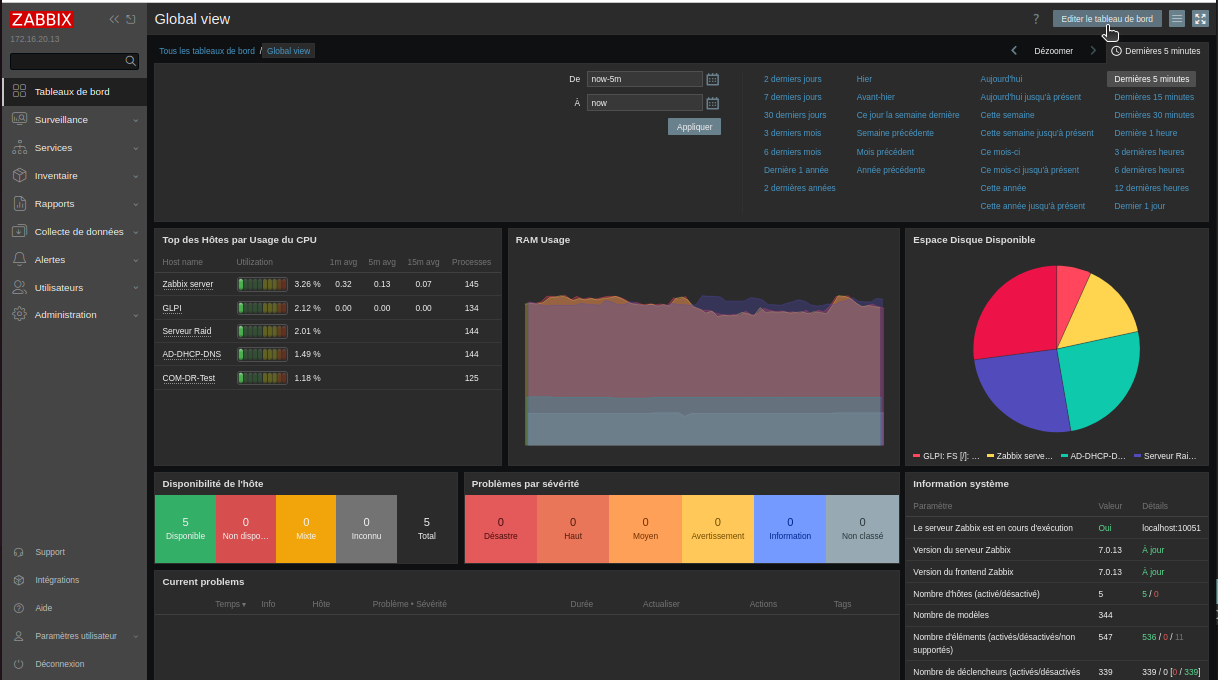 ZABBIX
172.16.20.13
Tableaux de bord
Surveillance
Services
Inventaire
Rapports
Collecte de données
Alertes
Utilisateurs
Administration
Support
Intégrations
Aide
Paramètres utilisateur
Déconnexion
Global view
? Editer le tableau de bord
Tous les tableaux de bord / Global view
Dézoomer Dernières 5 minutes
De now-5m
À now
Appliquer
2 derniers jours Hier Aujourd'hui Dernières 5 minutes
7 derniers jours Avant-hier Aujourd'hui jusqu'à présent Dernières 15 minutes
30 derniers jours Ce jour la semaine dernière Cette semaine Dernières 30 minutes
3 derniers mois Semaine précédente Cette semaine jusqu'à présent Dernière 1 heure
6 derniers mois Mois précédent Ce mois-ci 3 dernières heures
Dernière 1 année Année précédente Ce mois-ci jusqu'à présent 6 dernières heures
2 dernières années Cette année 12 dernières heures
Cette année jusqu'à présent Dernier 1 jour
Top des Hôtes par Usage du CPU
Host name Utilization 1m avg 5m avg 15m avg Processes
Zabbix server 3.26 % 0.32 0.13 0.07 145
GLPI 2.12 % 0.00 0.00 0.00 134
Serveur Raid 2.01 % 144
AD-DHCP-DNS 1.49 % 144
COM-DR-Test 1.18 % 125
RAM Usage
Espace Disque Disponible
GLPI: FS [/]: ... Zabbix serve... AD-DHCP-D... Serveur Rai...
Disponibilité de l'hôte
5 0 0 0 5
Disponible Non dispo... Mixte Inconnu Total
Problèmes par sévérité
0 0 0 0 0 0
Désastre Haut Moyen Avertissement Information Non classé
Current problems
Temps ▾ Info Hôte Problème • Sévérité Durée Actualiser Actions Tags
Information système
Paramètre Valeur Détails
Le serveur Zabbix est en cours d'exécution Oui localhost:10051
Version du serveur Zabbix 7.0.13 À jour
Version du frontend Zabbix 7.0.13 À jour
Nombre d'hôtes (activé/désactivé) 5 5 / 0
Nombre de modèles 344
Nombre d'éléments (activés/désactivés/non supportés) 547 536 / 0 / 11
Nombre de déclencheurs (activés/désactivés 339 339 / 0 [0 / 339]